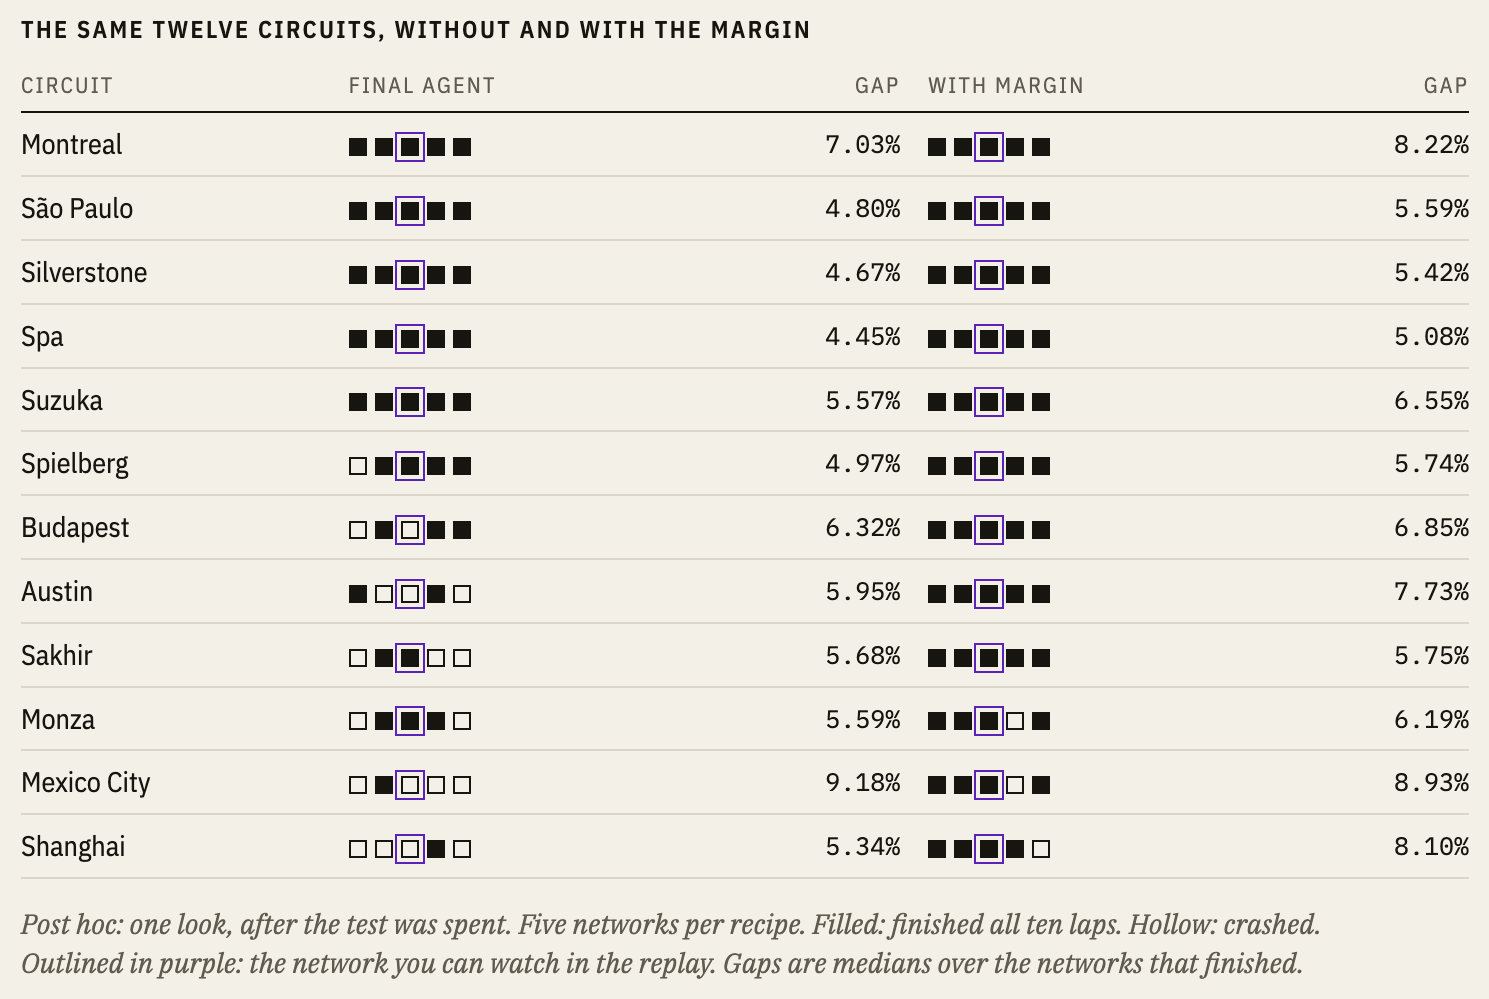 THE SAME TWELVE CIRCUITS, WITHOUT AND WITH THE MARGIN
CIRCUIT FINAL AGENT GAP WITH MARGIN GAP
Montreal 7.03% 8.22%
São Paulo 4.80% 5.59%
Silverstone 4.67% 5.42%
Spa 4.45% 5.08%
Suzuka 5.57% 6.55%
Spielberg 4.97% 5.74%
Budapest 6.32% 6.85%
Austin 5.95% 7.73%
Sakhir 5.68% 5.75%
Monza 5.59% 6.19%
Mexico City 9.18% 8.93%
Shanghai 5.34% 8.10%
Post hoc: one look, after the test was spent. Five networks per recipe. Filled: finished all ten laps. Hollow: crashed.
Outlined in purple: the network you can watch in the replay. Gaps are medians over the networks that finished.